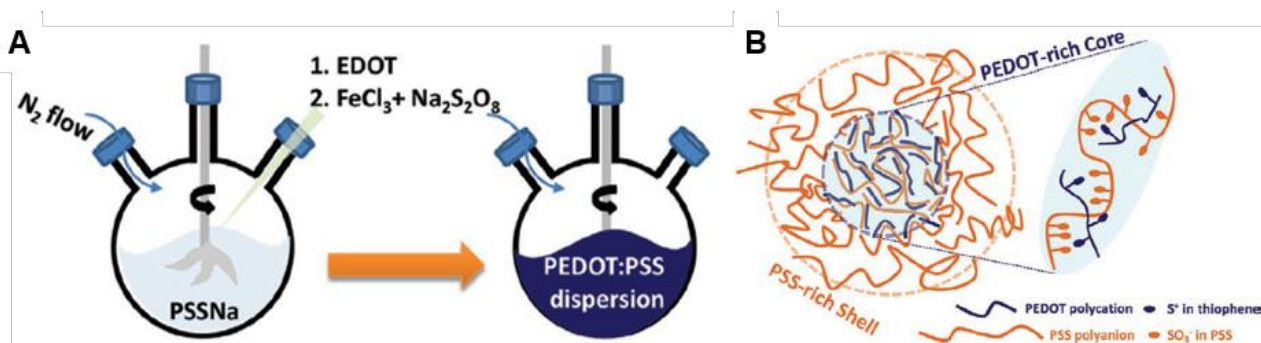 A
N₂ flow
1. EDOT
2. FeCl₃+ Na₂S₂O₈
PSSNa
PEDOT:PSS
dispersion
B
PEDOT-rich Core
PSS-rich Shell
PEDOT polycation
S⁺ in thiophene
PSS polyanion
SO₃⁻ in PSS